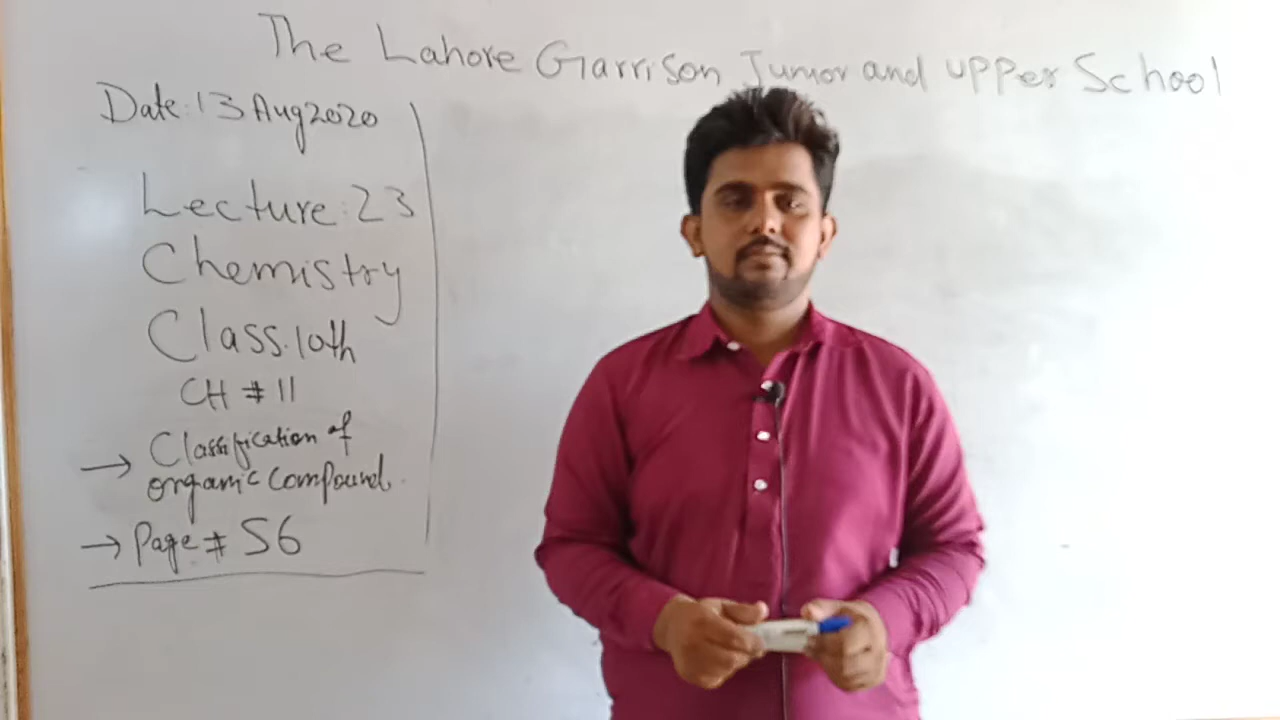 The Lahore Garrison Junior and upper School
Date: 13 Aug 2020
Lecture: 23
Chemistry
Class. 10th
CH # 11
→ Classification of
organic compound.
→ Page # 56